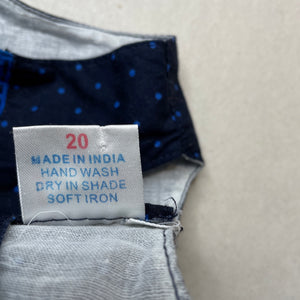 20
MADE IN INDIA
HAND WASH
DRY IN SHADE
SOFT IRON